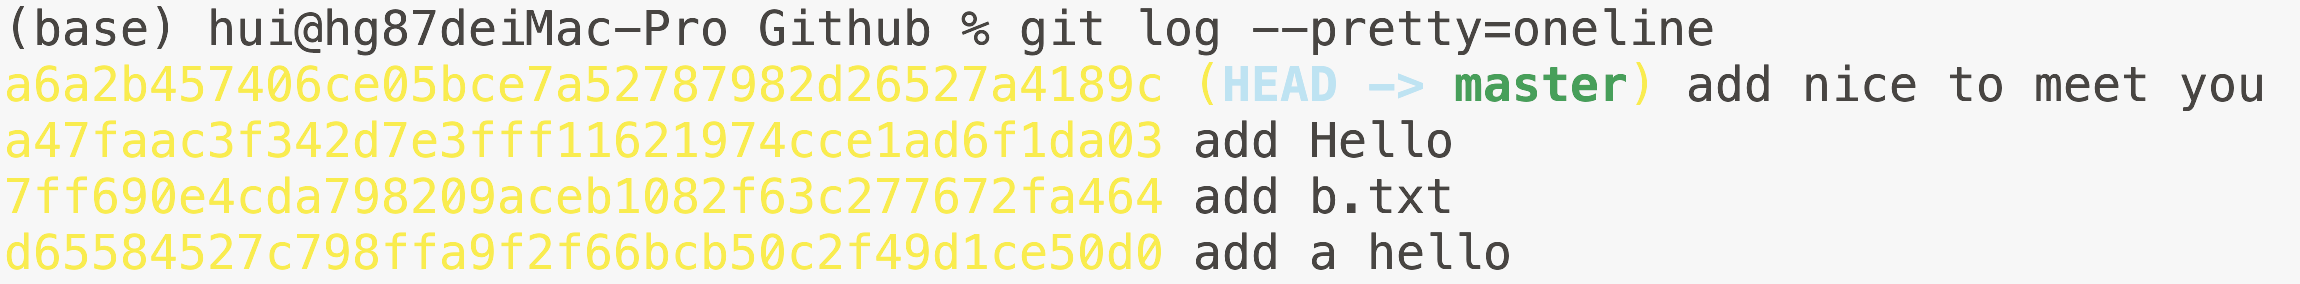 (base) hui@hg87deiMac-Pro Github % git log --pretty=oneline
a6a2b457406ce05bce7a52787982d26527a4189c (HEAD -> master) add nice to meet you
a47faac3f342d7e3fff11621974cce1ad6f1da03 add Hello
7ff690e4cda798209aceb1082f63c277672fa464 add b.txt
d65584527c798ffa9f2f66bcb50c2f49d1ce50d0 add a hello